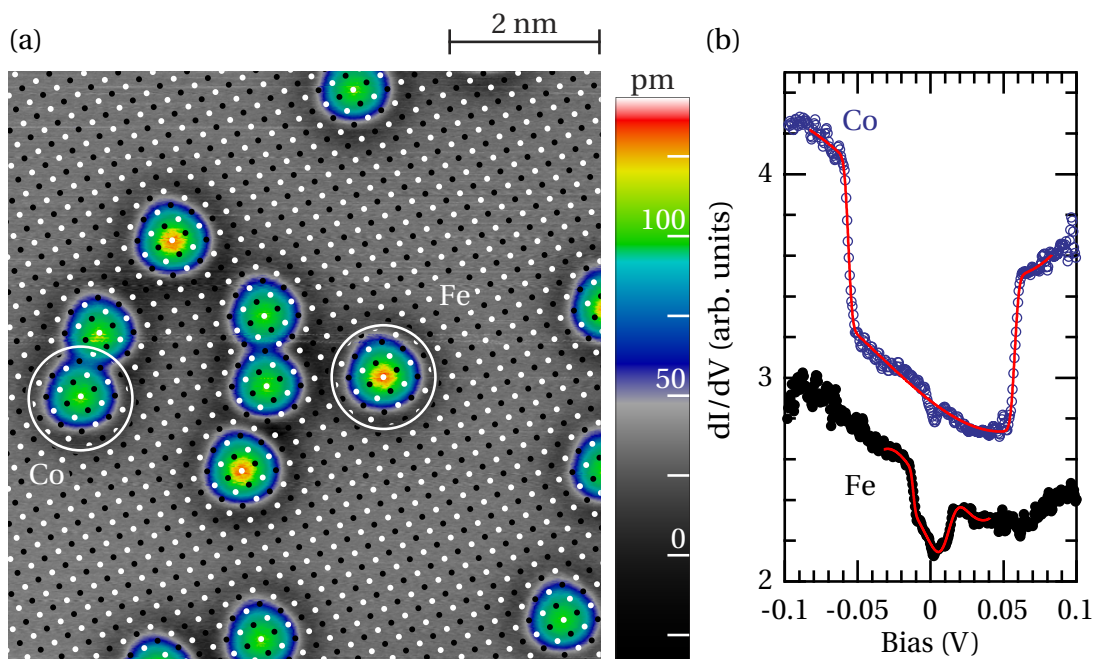 (a)
2 nm
(b)
pm
100
50
0
Fe
Co
dI/dV (arb. units)
4
3
2
Co
Fe
-0.1 -0.05 0 0.05 0.1
Bias (V)